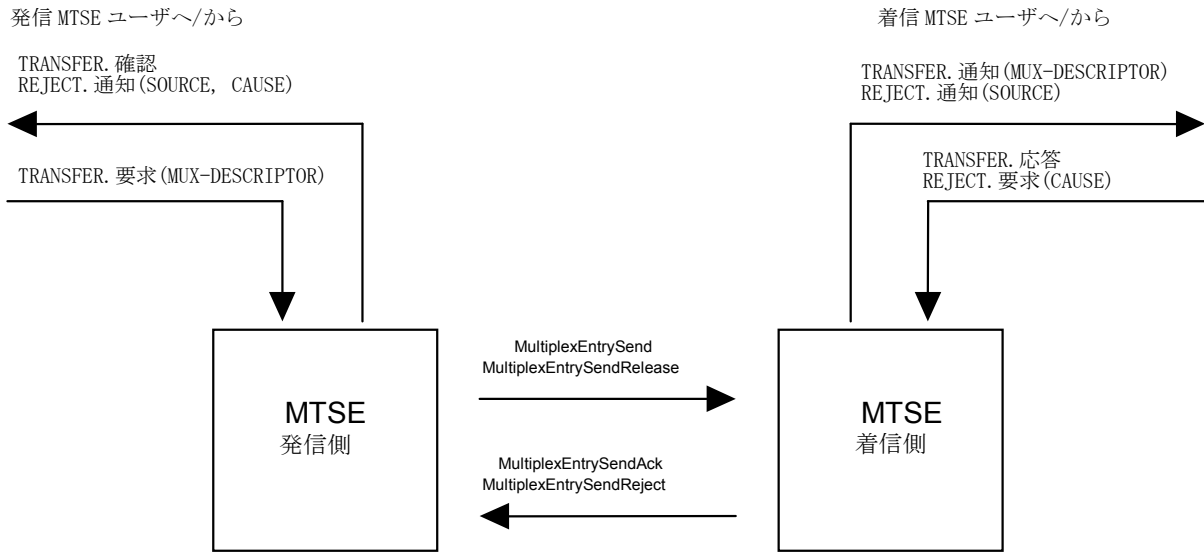 発信 MTSE ユーザへ/から
TRANSFER.確認
REJECT.通知(SOURCE, CAUSE)
TRANSFER.要求(MUX-DESCRIPTOR)
着信 MTSE ユーザへ/から
TRANSFER.通知(MUX-DESCRIPTOR)
REJECT.通知(SOURCE)
TRANSFER.応答
REJECT.要求(CAUSE)
MTSE
発信側
MultiplexEntrySend
MultiplexEntrySendRelease
MultiplexEntrySendAck
MultiplexEntrySendReject
MTSE
着信側